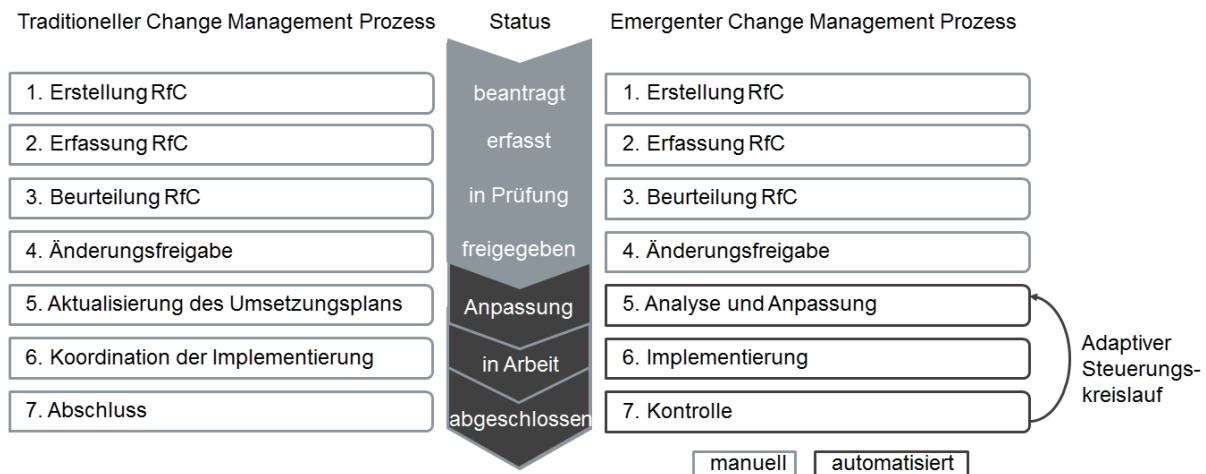 Traditioneller Change Management Prozess
Status
Emergenter Change Management Prozess
1. Erstellung RfC
beantragt
1. Erstellung RfC
2. Erfassung RfC
erfasst
2. Erfassung RfC
3. Beurteilung RfC
in Prüfung
3. Beurteilung RfC
4. Änderungsfreigabe
freigegeben
4. Änderungsfreigabe
5. Aktualisierung des Umsetzungsplans
Anpassung
5. Analyse und Anpassung
6. Koordination der Implementierung
in Arbeit
6. Implementierung
7. Abschluss
abgeschlossen
7. Kontrolle
Adaptiver
Steuerungs-
kreislauf
manuell
automatisiert